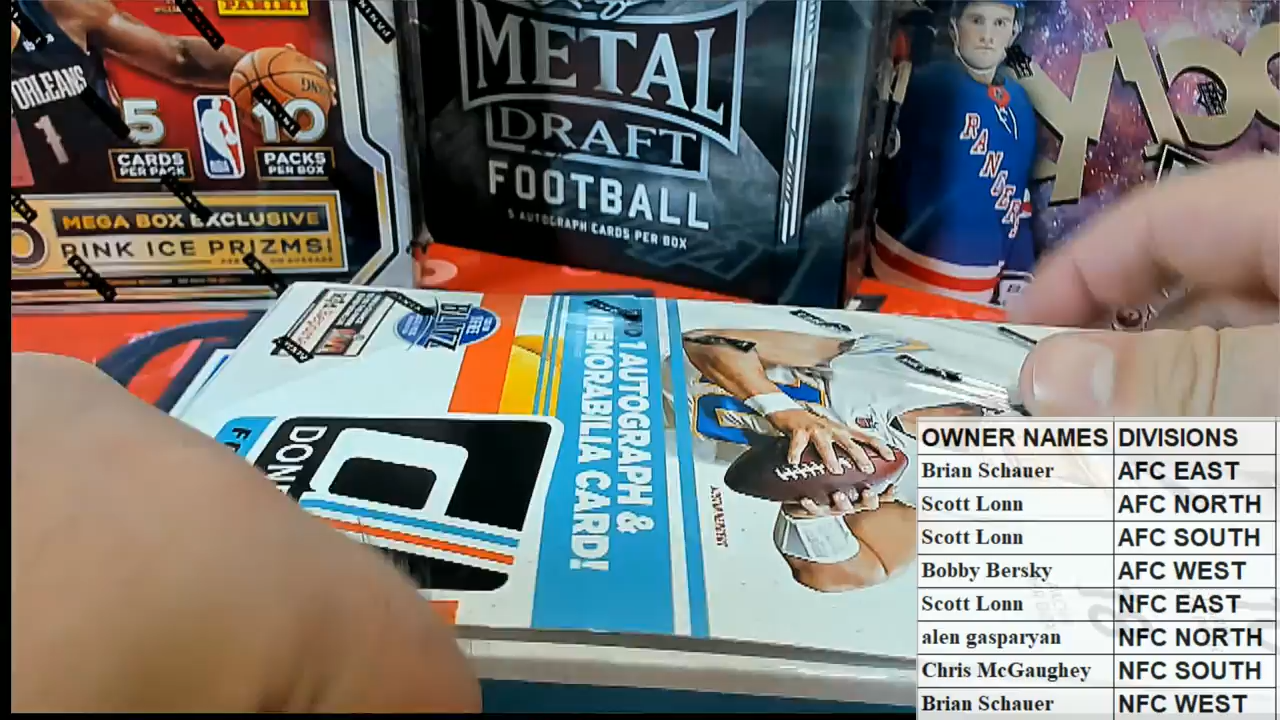 PANINI
ORLEANS
1
5
CARDS
PER PACK
10
PACKS
PER BOX
MEGA BOX EXCLUSIVE
PINK ICE PRIZMS!
METAL
DRAFT
FOOTBALL
5 AUTOGRAPH CARDS PER BOX
RANGERS
BLITZ
1 AUTOGRAPH &
MEMORABILIA CARD!
OWNER NAMES DIVISIONS
Brian Schauer AFC EAST
Scott Lonn AFC NORTH
Scott Lonn AFC SOUTH
Bobby Bersky AFC WEST
Scott Lonn NFC EAST
alen gasparyan NFC NORTH
Chris McGaughey NFC SOUTH
Brian Schauer NFC WEST